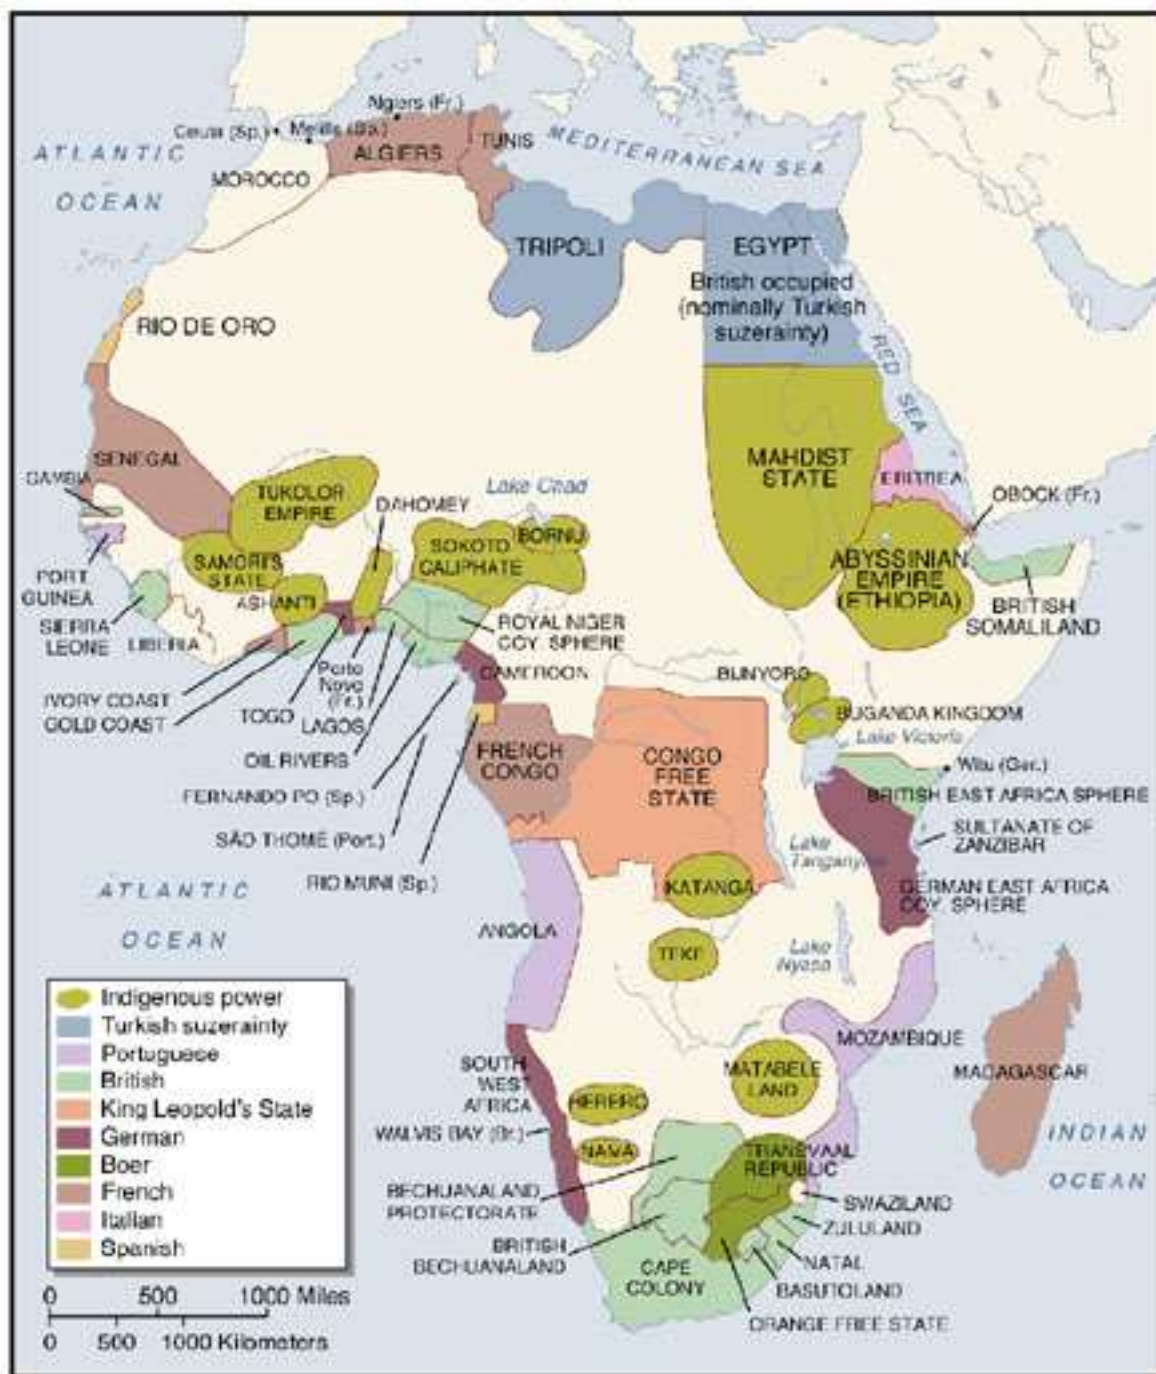 Ngiers (Fr.)
Ceuta (Sp.)
Melilla (Sp.)
ATLANTIC
OCEAN
ALGIERS
TUNIS
MEDITERRANEAN SEA
MOROCCO
TRIPOLI
EGYPT
British occupied
(nominally Turkish
suzerainty)
RIO DE ORO
RED SEA
SENEGAL
GAMBIA
TUKOLOR
EMPIRE
DAHOMEY
Lake Chad
MAHDIST
STATE
ERITREA
OBOCK (Fr.)
BORNU
SOKOTO
CALIPHATE
SAMORI'S
STATE
ASHANTI
ABYSSINIAN
EMPIRE
(ETHIOPIA)
PORT
GUINEA
SIERRA
LEONE
LIBERIA
ROYAL NIGER
COY. SPHERE
BRITISH
SOMALILAND
IVORY COAST
GOLD COAST
TOGO
Porto
Novo
(Fr.)
LAGOS
OIL RIVERS
CAMEROON
BUNYORO
BUGANDA KINGDOM
Lake Victoria
FERNANDO PO (Sp.)
FRENCH
CONGO
CONGO
FREE
STATE
Witu (Ger.)
BRITISH EAST AFRICA SPHERE
SÃO THOMÉ (Port.)
RIO MUNI (Sp.)
Lake
Tanganyika
SULTANATE OF
ZANZIBAR
KATANGA
GERMAN EAST AFRICA
COY. SPHERE
ATLANTIC
OCEAN
ANGOLA
TEKE
Lake
Nyasa
MOZAMBIQUE
MADAGASCAR
SOUTH
WEST
AFRICA
MATABELE
LAND
HERERO
WALVIS BAY (Br.)
NAMA
TRANSVAAL
REPUBLIC
INDIAN
OCEAN
BECHUANALAND
PROTECTORATE
SWAZILAND
ZULULAND
BRITISH
BECHUANALAND
CAPE
COLONY
NATAL
BASUTOLAND
ORANGE FREE STATE
Indigenous power
Turkish suzerainty
Portuguese
British
King Leopold's State
German
Boer
French
Italian
Spanish
0 500 1000 Miles
0 500 1000 Kilometers